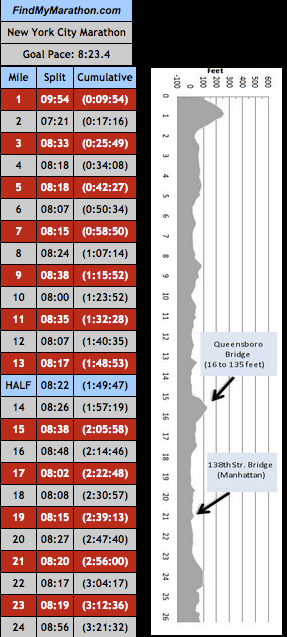 FindMyMarathon.com
New York City Marathon
Goal Pace: 8:23.4
Mile Split Cumulative
1 09:54 (0:09:54)
2 07:21 (0:17:16)
3 08:33 (0:25:49)
4 08:18 (0:34:08)
5 08:18 (0:42:27)
6 08:07 (0:50:34)
7 08:15 (0:58:50)
8 08:24 (1:07:14)
9 08:38 (1:15:52)
10 08:00 (1:23:52)
11 08:35 (1:32:28)
12 08:07 (1:40:35)
13 08:17 (1:48:53)
HALF 08:22 (1:49:47)
14 08:26 (1:57:19)
15 08:38 (2:05:58)
16 08:48 (2:14:46)
17 08:02 (2:22:48)
18 08:08 (2:30:57)
19 08:15 (2:39:13)
20 08:27 (2:47:40)
21 08:20 (2:56:00)
22 08:17 (3:04:17)
23 08:19 (3:12:36)
24 08:56 (3:21:32)
Feet
-100
0
100
200
300
400
500
600
0
1
2
3
4
5
6
7
8
9
10
11
12
13
14
15
16
17
18
19
20
21
22
23
24
25
26
Queensboro
Bridge
(16 to 135 feet)
138th Str. Bridge
(Manhattan)